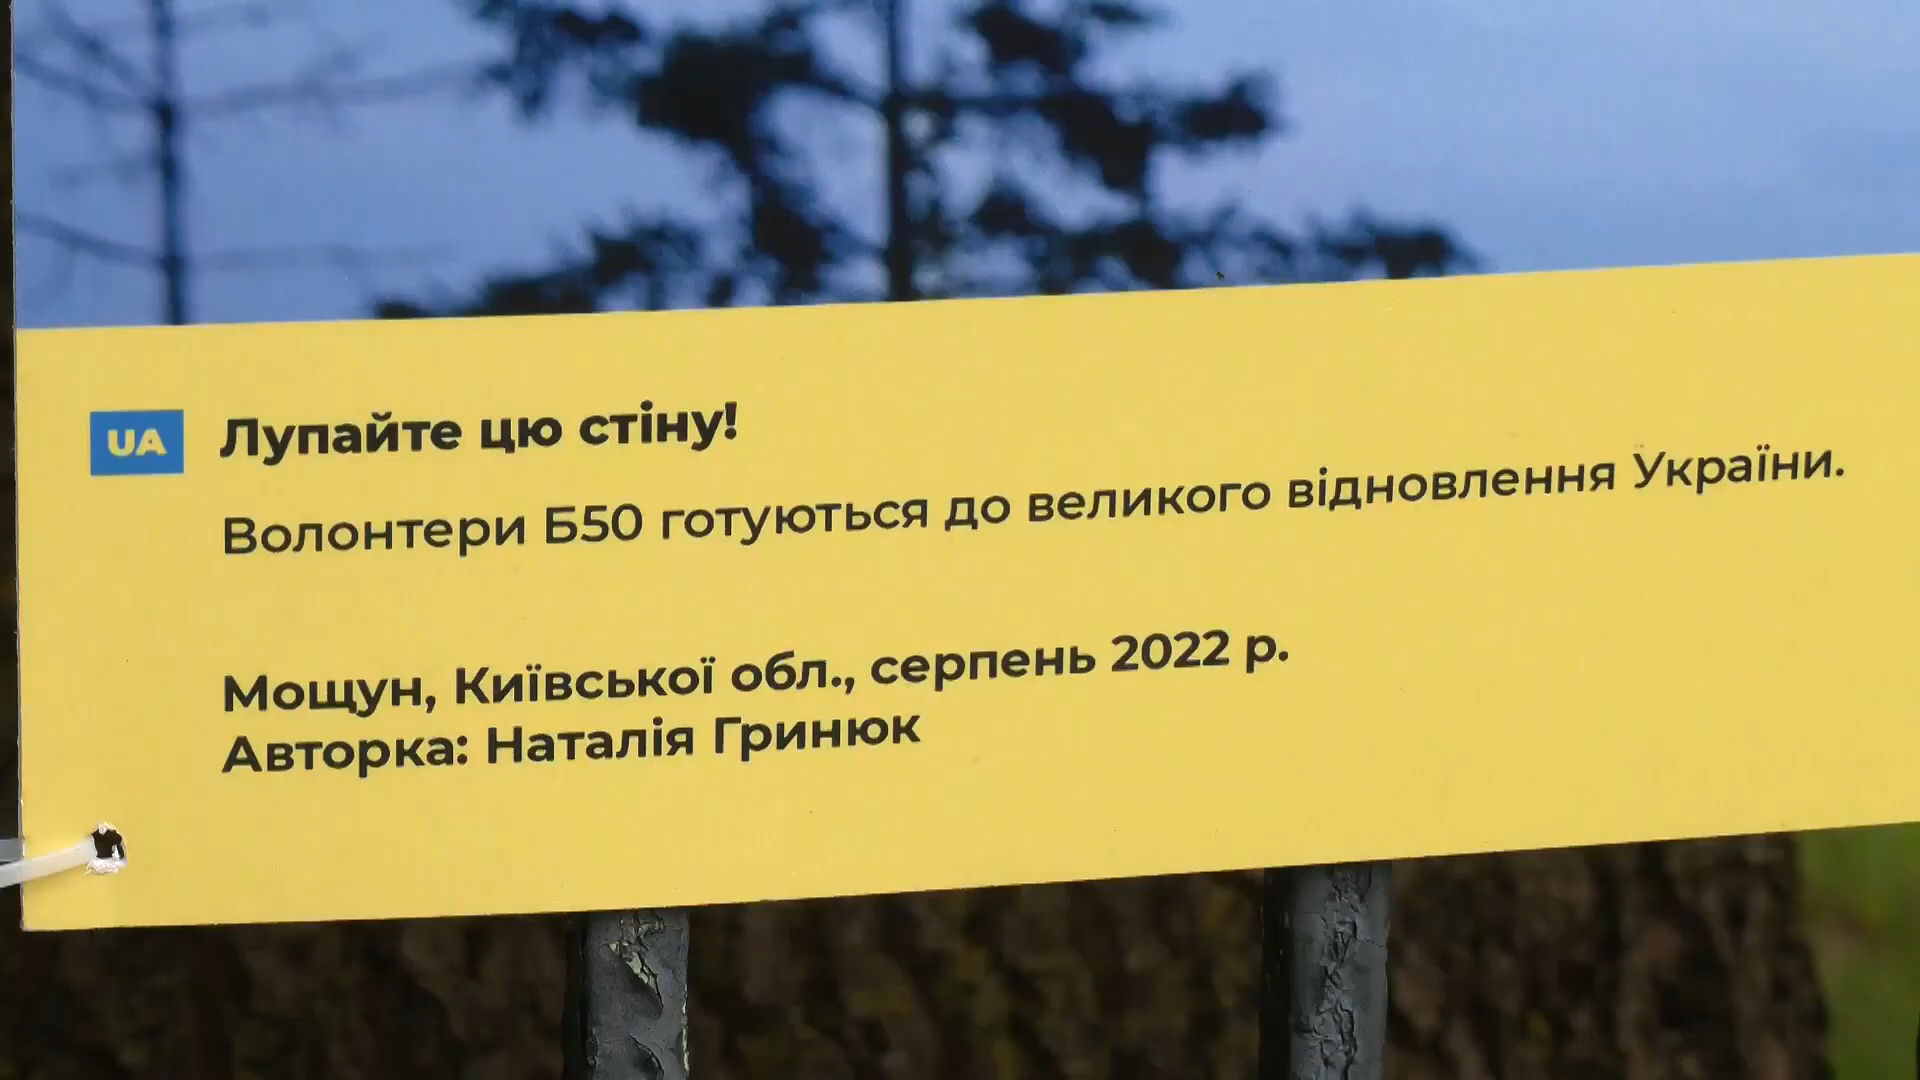 UA Лупайте цю стіну!
Волонтери Б50 готуються до великого відновлення України.
Мощун, Київської обл., серпень 2022 р.
Авторка: Наталія Гринюк